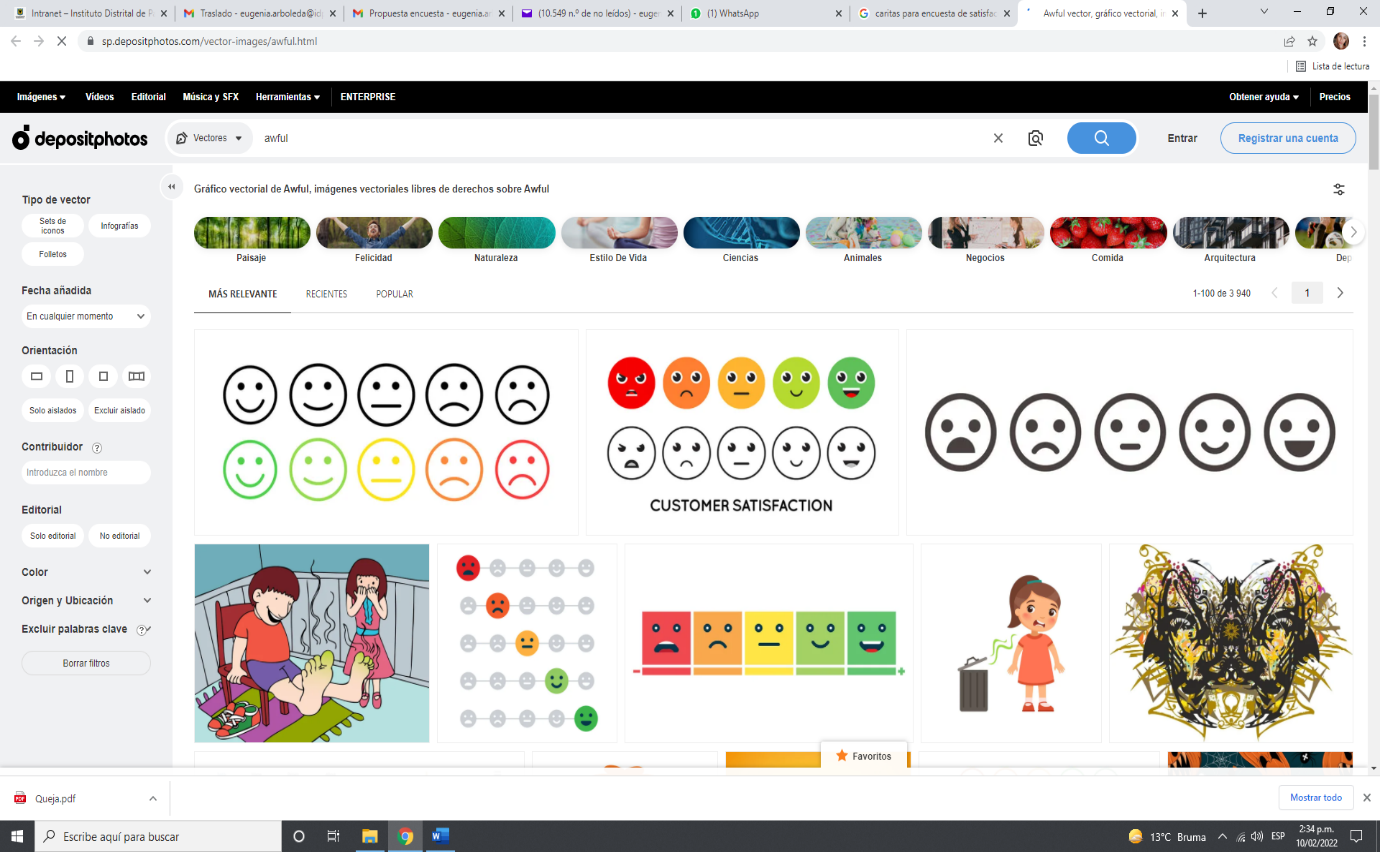 Intranet – Instituto Distrital de P
Traslado - eugenia.arboleda@idp
Propuesta encuesta - eugenia.ar
(10.549 n.º de no leídos) - eugen
(1) WhatsApp
caritas para encuesta de satisfac
Awful vector, gráfico vectorial, i
sp.depositphotos.com/vector-images/awful.html
Lista de lectura
Imágenes Vídeos Editorial Música y SFX Herramientas ENTERPRISE Obtener ayuda Precios
depositphotos Vectores awful Entrar Registrar una cuenta
Gráfico vectorial de Awful, imágenes vectoriales libres de derechos sobre Awful
Tipo de vector
Sets de
iconos
Infografías
Folletos
Fecha añadida
En cualquier momento
Orientación
Solo aislados Excluir aislado
Contribuidor ?
Introduzca el nombre
Editorial
Solo editorial No editorial
Color
Origen y Ubicación
Excluir palabras clave ?
Borrar filtros
Paisaje Felicidad Naturaleza Estilo De Vida Ciencias Animales Negocios Comida Arquitectura Dep
MÁS RELEVANTE RECIENTES POPULAR 1-100 de 3 940 1
CUSTOMER SATISFACTION
- +
Favoritos
PDF Queja.pdf Mostrar todo
Escribe aquí para buscar 13°C Bruma ESP
2:34 p.m.
10/02/2022